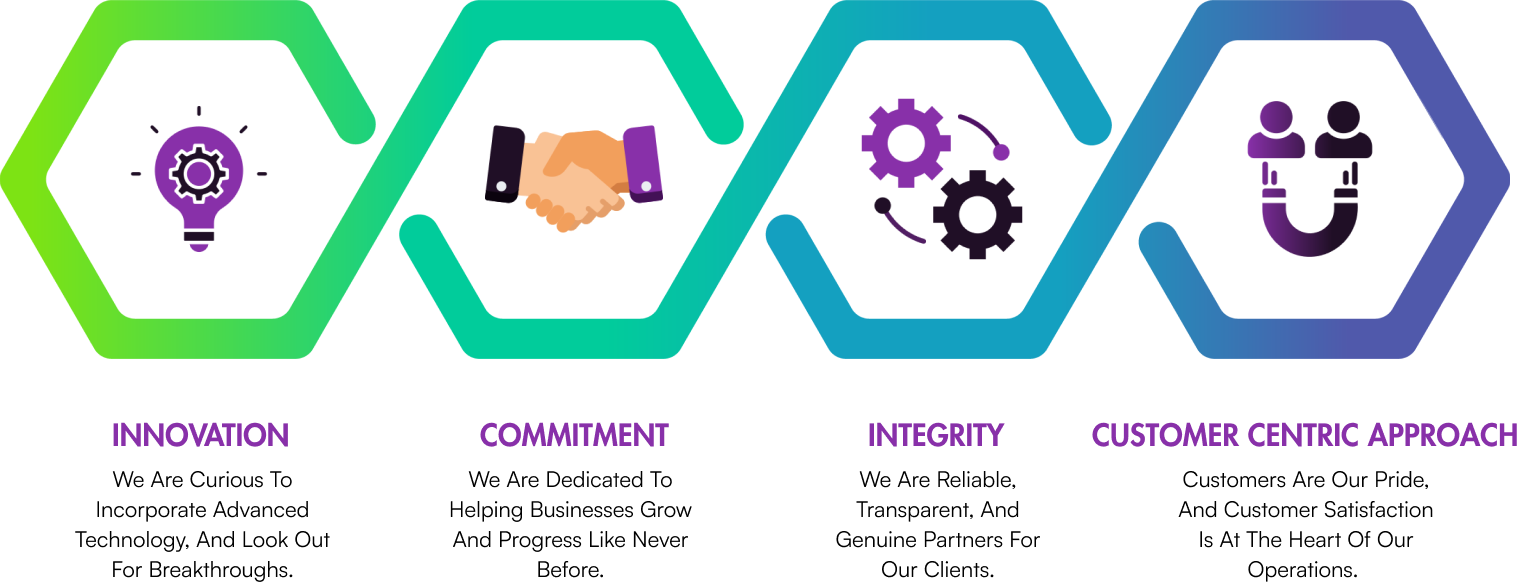 INNOVATION
We Are Curious To
Incorporate Advanced
Technology, And Look Out
For Breakthroughs.
COMMITMENT
We Are Dedicated To
Helping Businesses Grow
And Progress Like Never
Before.
INTEGRITY
We Are Reliable,
Transparent, And
Genuine Partners For
Our Clients.
CUSTOMER CENTRIC APPROACH
Customers Are Our Pride,
And Customer Satisfaction
Is At The Heart Of Our
Operations.